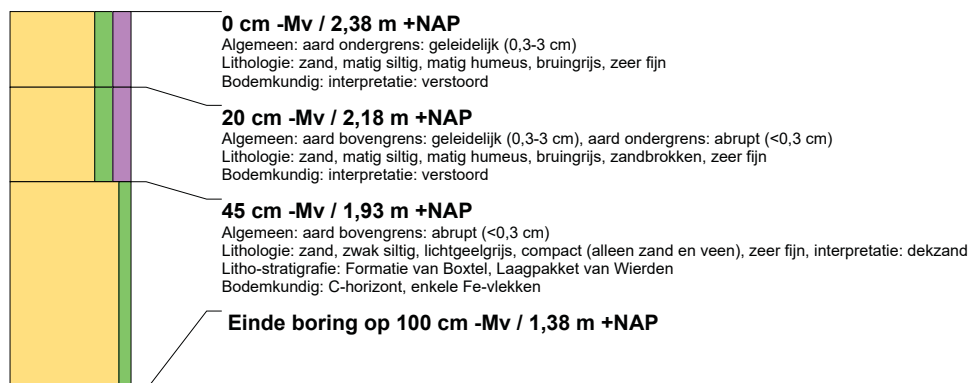 0 cm -Mv / 2,38 m +NAP
Algemeen: aard ondergrens: geleidelijk (0,3-3 cm)
Lithologie: zand, matig siltig, matig humeus, bruingrijs, zeer fijn
Bodemkundig: interpretatie: verstoord
20 cm -Mv / 2,18 m +NAP
Algemeen: aard bovengrens: geleidelijk (0,3-3 cm), aard ondergrens: abrupt (<0,3 cm)
Lithologie: zand, matig siltig, matig humeus, bruingrijs, zandbrokken, zeer fijn
Bodemkundig: interpretatie: verstoord
45 cm -Mv / 1,93 m +NAP
Algemeen: aard bovengrens: abrupt (<0,3 cm)
Lithologie: zand, zwak siltig, lichtgeelgrijs, compact (alleen zand en veen), zeer fijn, interpretatie: dekzand
Litho-stratigrafie: Formatie van Boxtel, Laagpakket van Wierden
Bodemkundig: C-horizont, enkele Fe-vlekken
Einde boring op 100 cm -Mv / 1,38 m +NAP